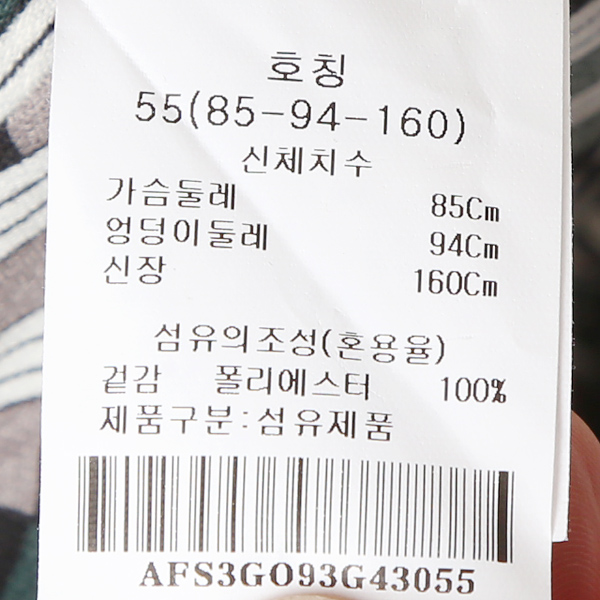 호칭
55(85-94-160)
신체치수
가슴둘레 85Cm
엉덩이둘레 94Cm
신장 160Cm
섬유의조성(혼용율)
겉감 폴리에스터 100%
제품구분:섬유제품
AFS3GO93G43055